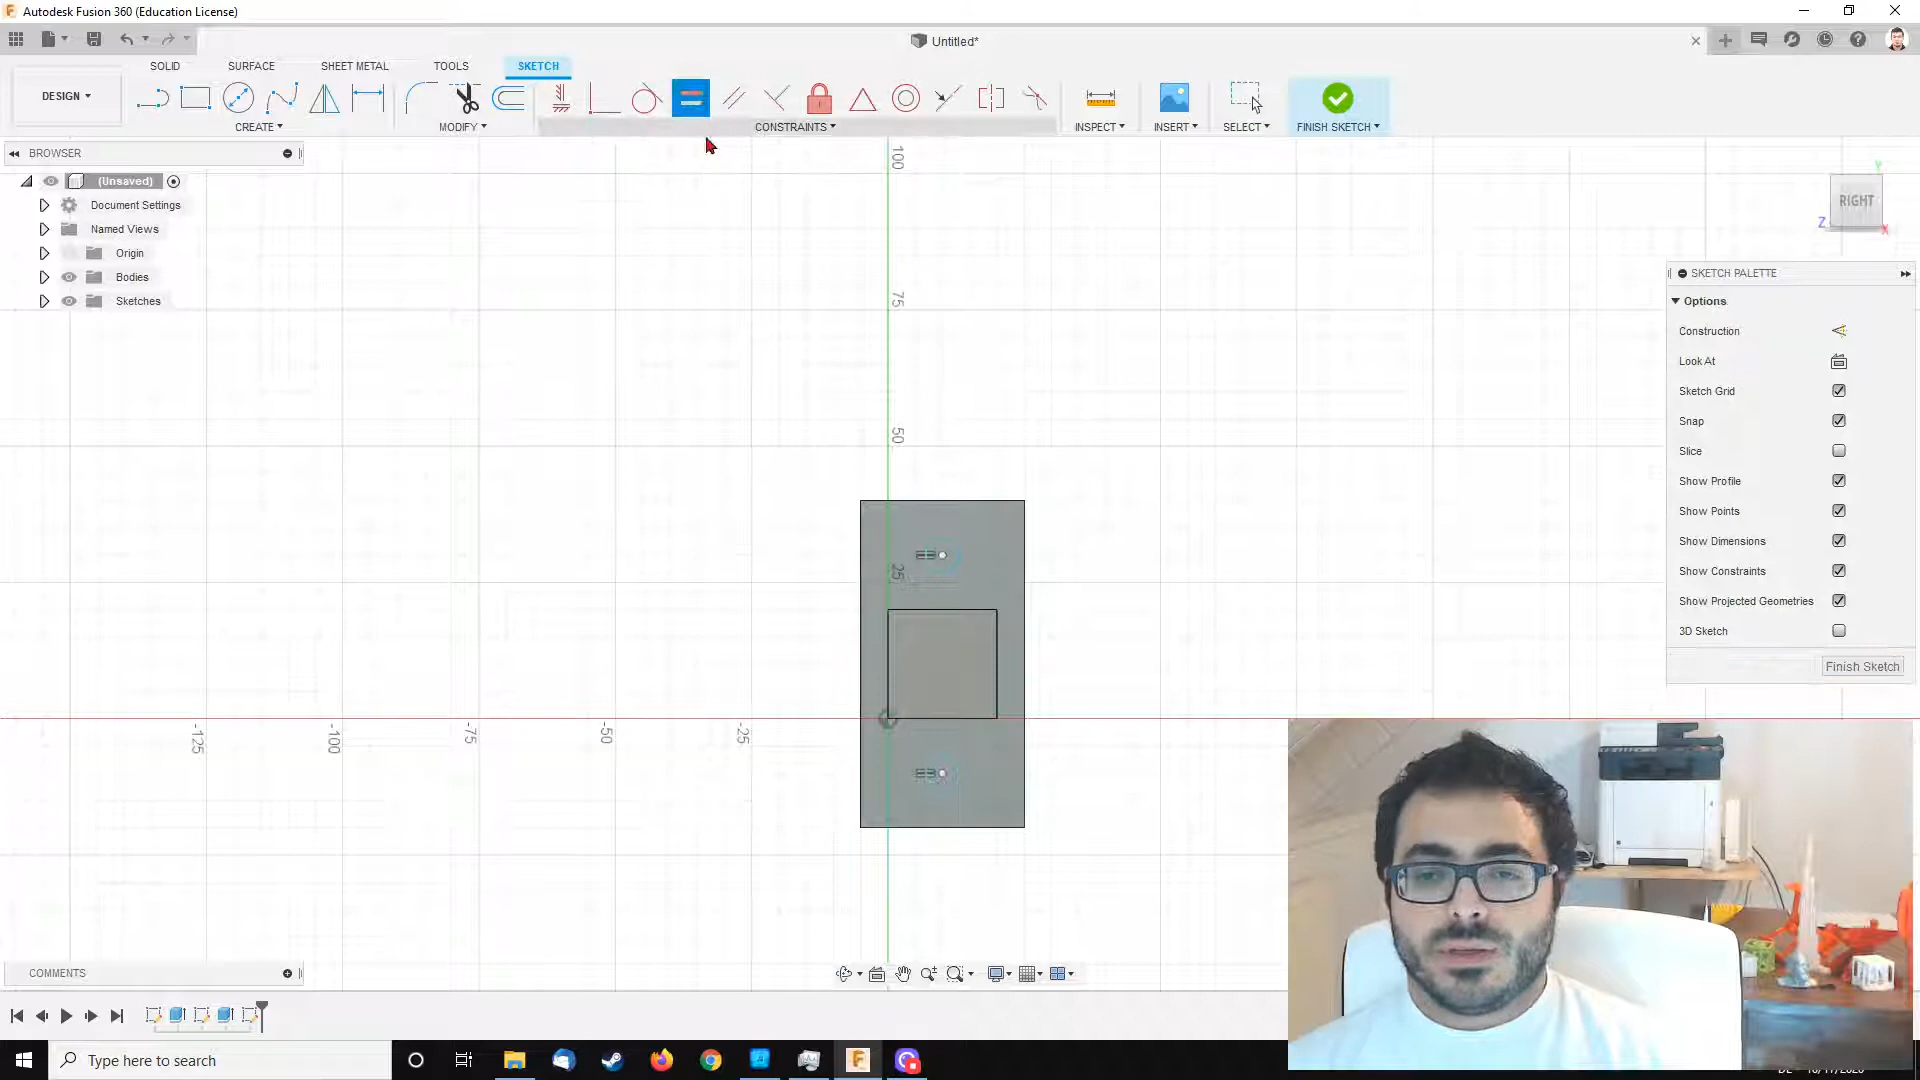 Autodesk Fusion 360 (Education License)
Untitled*
SOLID SURFACE SHEET METAL TOOLS SKETCH
DESIGN
CREATE MODIFY CONSTRAINTS INSPECT INSERT SELECT FINISH SKETCH
BROWSER
(Unsaved)
Document Settings
Named Views
Origin
Bodies
Sketches
100
75
50
25
-125
-100
-75
-50
-25
RIGHT
Y
Z
X
SKETCH PALETTE
Options
Construction
Look At
Sketch Grid
Snap
Slice
Show Profile
Show Points
Show Dimensions
Show Constraints
Show Projected Geometries
3D Sketch
Finish Sketch
COMMENTS
Type here to search